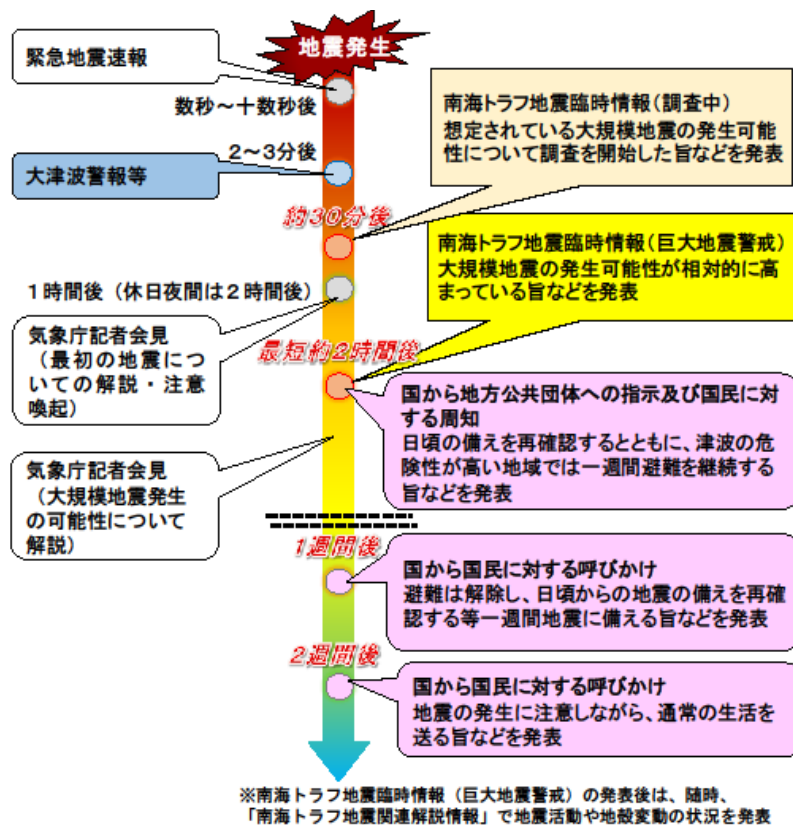 地震発生
緊急地震速報
数秒～十数秒後
2～3分後
大津波警報等
南海トラフ地震臨時情報（調査中）
想定されている大規模地震の発生可能
性について調査を開始した旨などを発表
約30分後
南海トラフ地震臨時情報（巨大地震警戒）
大規模地震の発生可能性が相対的に高
まっている旨などを発表
1時間後（休日夜間は2時間後）
気象庁記者会見
（最初の地震につ
いての解説・注意
喚起）
最短約2時間後
国から地方公共団体への指示及び国民に対
する周知
日頃の備えを再確認するとともに、津波の危
険性が高い地域では一週間避難を継続する
旨などを発表
気象庁記者会見
（大規模地震発生
の可能性について
解説）
1週間後
国から国民に対する呼びかけ
避難は解除し、日頃からの地震の備えを再確
認する等一週間地震に備える旨などを発表
2週間後
国から国民に対する呼びかけ
地震の発生に注意しながら、通常の生活を
送る旨などを発表
※南海トラフ地震臨時情報（巨大地震警戒）の発表後は、随時、
「南海トラフ地震関連解説情報」で地震活動や地殻変動の状況を発表